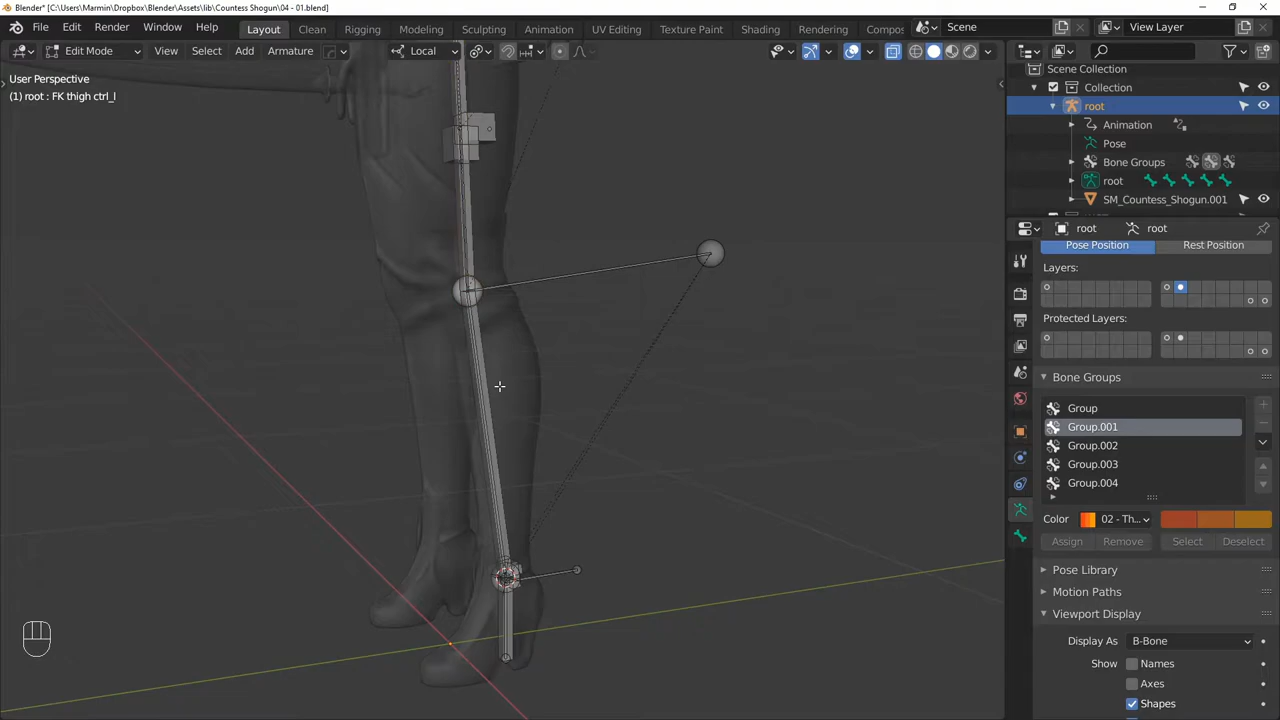 Blender* [C:\Users\Marmin\Dropbox\Blender\Assets\lib\Countess Shogun\04 - 01.blend]
File Edit Render Window Help Layout Clean Rigging Modeling Sculpting Animation UV Editing Texture Paint Shading Rendering Compos Scene View Layer
Edit Mode View Select Add Armature Local
User Perspective
(1) root : FK thigh ctrl_l
Scene Collection
Collection
root
Animation
Pose
Bone Groups
root
SM_Countess_Shogun.001
root root
Pose Position Rest Position
Layers:
Protected Layers:
Bone Groups
Group
Group.001
Group.002
Group.003
Group.004
Color 02 - Th...
Assign Remove Select Deselect
Pose Library
Motion Paths
Viewport Display
Display As B-Bone
Show Names
Axes
Shapes